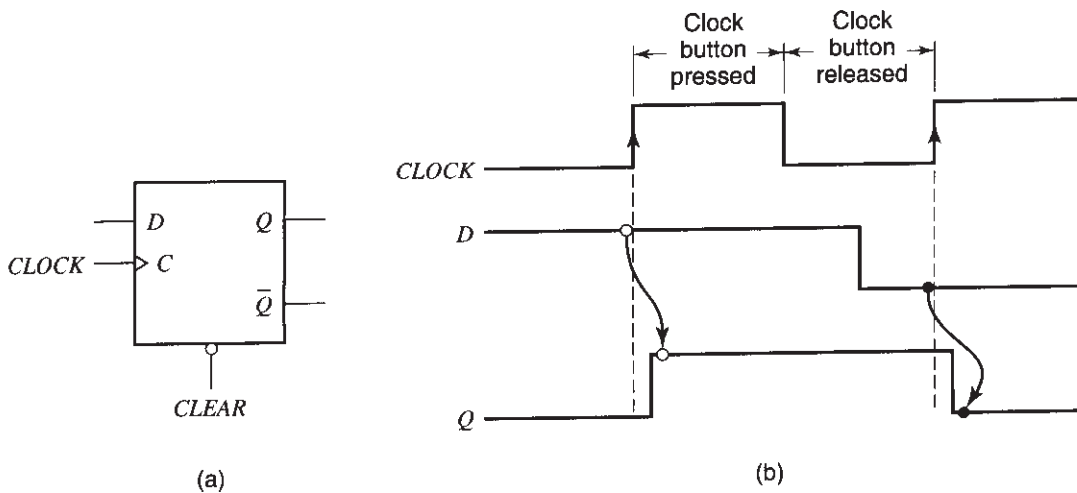 Clock
button
pressed
Clock
button
released
CLOCK
D
Q
D
Q
CLOCK
C
Q̅
CLEAR
(a)
(b)